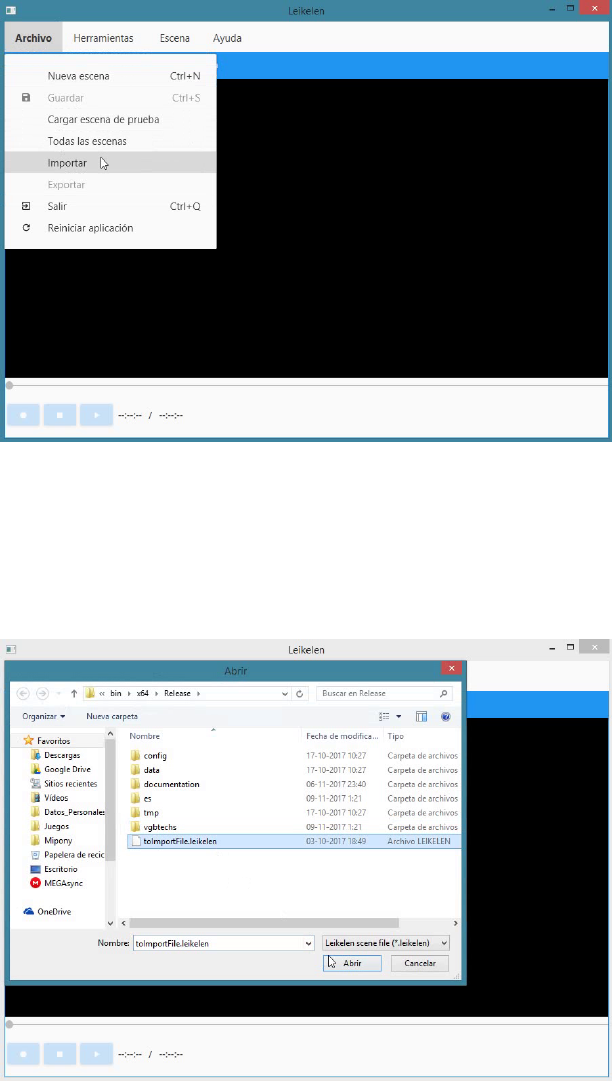 Leikelen
Archivo Herramientas Escena Ayuda
Nueva escena Ctrl+N
Guardar Ctrl+S
Cargar escena de prueba
Todas las escenas
Importar
Exportar
Salir Ctrl+Q
Reiniciar aplicación
--:--:-- / --:--:--
Leikelen
Abrir
« bin x64 Release Buscar en Release
Organizar Nueva carpeta
Nombre Fecha de modifica... Tipo
Favoritos
Descargas
Google Drive
Sitios recientes
Vídeos
Datos_Personales
Juegos
Mipony
Papelera de recic
Escritorio
MEGAsync
OneDrive
config 17-10-2017 10:27 Carpeta de archivos
data 17-10-2017 10:27 Carpeta de archivos
documentation 06-11-2017 23:40 Carpeta de archivos
es 09-11-2017 1:21 Carpeta de archivos
tmp 17-10-2017 10:27 Carpeta de archivos
vgbtechs 09-11-2017 1:21 Carpeta de archivos
toImportFile.leikelen 03-10-2017 18:49 Archivo LEIKELEN
Nombre: toImportFile.leikelen Leikelen scene file (*.leikelen)
Abrir Cancelar
--:--:-- / --:--:--